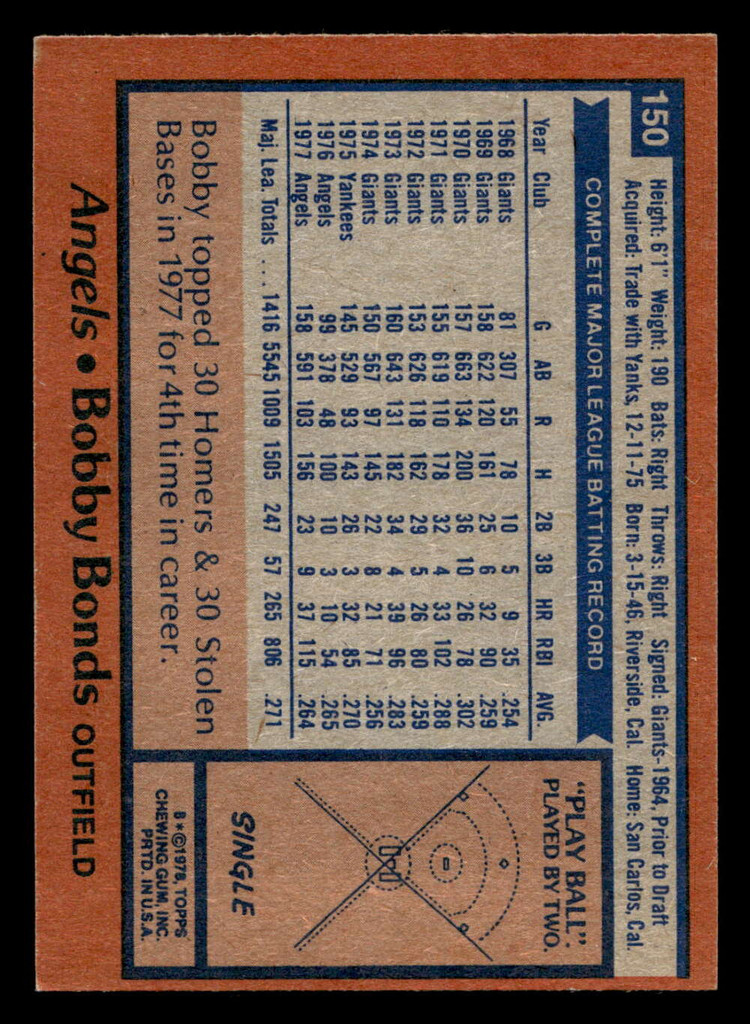 150
Height: 6'1" Weight: 190 Bats: Right Throws: Right Signed: Giants-1964, Prior to Draft
Acquired: Trade with Yanks, 12-11-75 Born: 3-15-46, Riverside, Cal. Home: San Carlos, Cal.
COMPLETE MAJOR LEAGUE BATTING RECORD
Year Club G AB R H 2B 3B HR RBI AVG.
1968 Giants 81 307 55 78 10 5 9 35 .254
1969 Giants 158 622 120 161 25 6 32 90 .259
1970 Giants 157 663 134 200 36 10 26 78 .302
1971 Giants 155 619 110 178 32 4 33 102 .288
1972 Giants 153 626 118 162 29 5 26 80 .259
1973 Giants 160 643 131 182 34 4 39 96 .283
1974 Giants 150 567 97 145 22 8 21 71 .256
1975 Yankees 145 529 93 143 26 3 32 85 .270
1976 Angels 99 378 48 100 10 3 10 54 .265
1977 Angels 158 591 103 156 23 9 37 115 .264
Maj. Lea. Totals ... 1416 5545 1009 1505 247 57 265 806 .271
Bobby topped 30 Homers & 30 Stolen
Bases in 1977 for 4th time in career.
"PLAY BALL".
PLAYED BY TWO.
SINGLE
B*©1978, TOPPS
CHEWING GUM, INC.
PRTD. IN U.S.A.
Angels • Bobby Bonds OUTFIELD